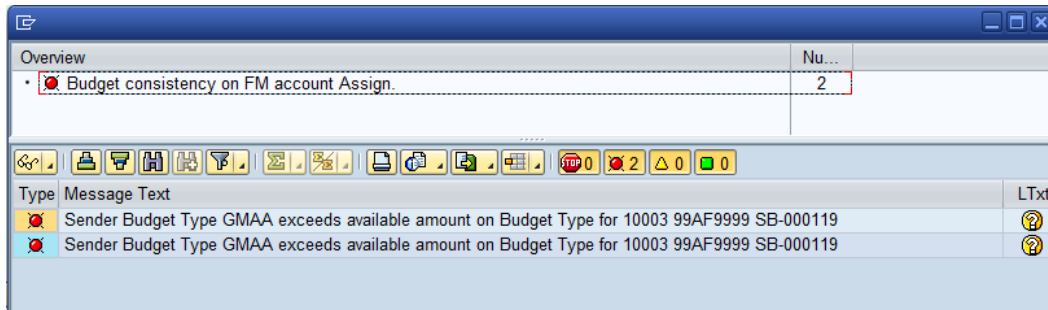 Overview
Nu...
Budget consistency on FM account Assign.
2
STOP 0
2
0
0
Type
Message Text
LTxt
Sender Budget Type GMAA exceeds available amount on Budget Type for 10003 99AF9999 SB-000119
Sender Budget Type GMAA exceeds available amount on Budget Type for 10003 99AF9999 SB-000119